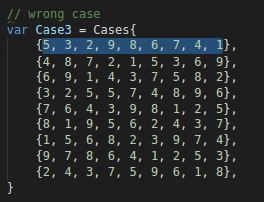 // wrong case
var Case3 = Cases{
    {5, 3, 2, 9, 8, 6, 7, 4, 1},
    {4, 8, 7, 2, 1, 5, 3, 6, 9},
    {6, 9, 1, 4, 3, 7, 5, 8, 2},
    {3, 2, 5, 5, 7, 4, 8, 9, 6},
    {7, 6, 4, 3, 9, 8, 1, 2, 5},
    {8, 1, 9, 5, 6, 2, 4, 3, 7},
    {1, 5, 6, 8, 2, 3, 9, 7, 4},
    {9, 7, 8, 6, 4, 1, 2, 5, 3},
    {2, 4, 3, 7, 5, 9, 6, 1, 8},
}